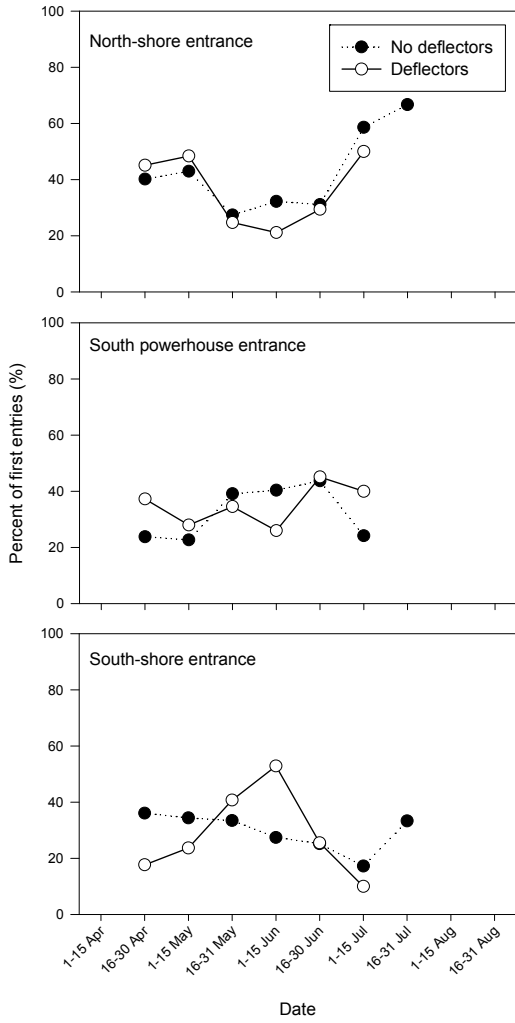 100
80
60
40
20
0
North-shore entrance
No deflectors
Deflectors
Percent of first entries (%)
100
80
60
40
20
0
South powerhouse entrance
100
80
60
40
20
0
South-shore entrance
1-15 Apr
16-30 Apr
1-15 May
16-31 May
1-15 Jun
16-30 Jun
1-15 Jul
16-31 Jul
1-15 Aug
16-31 Aug
Date